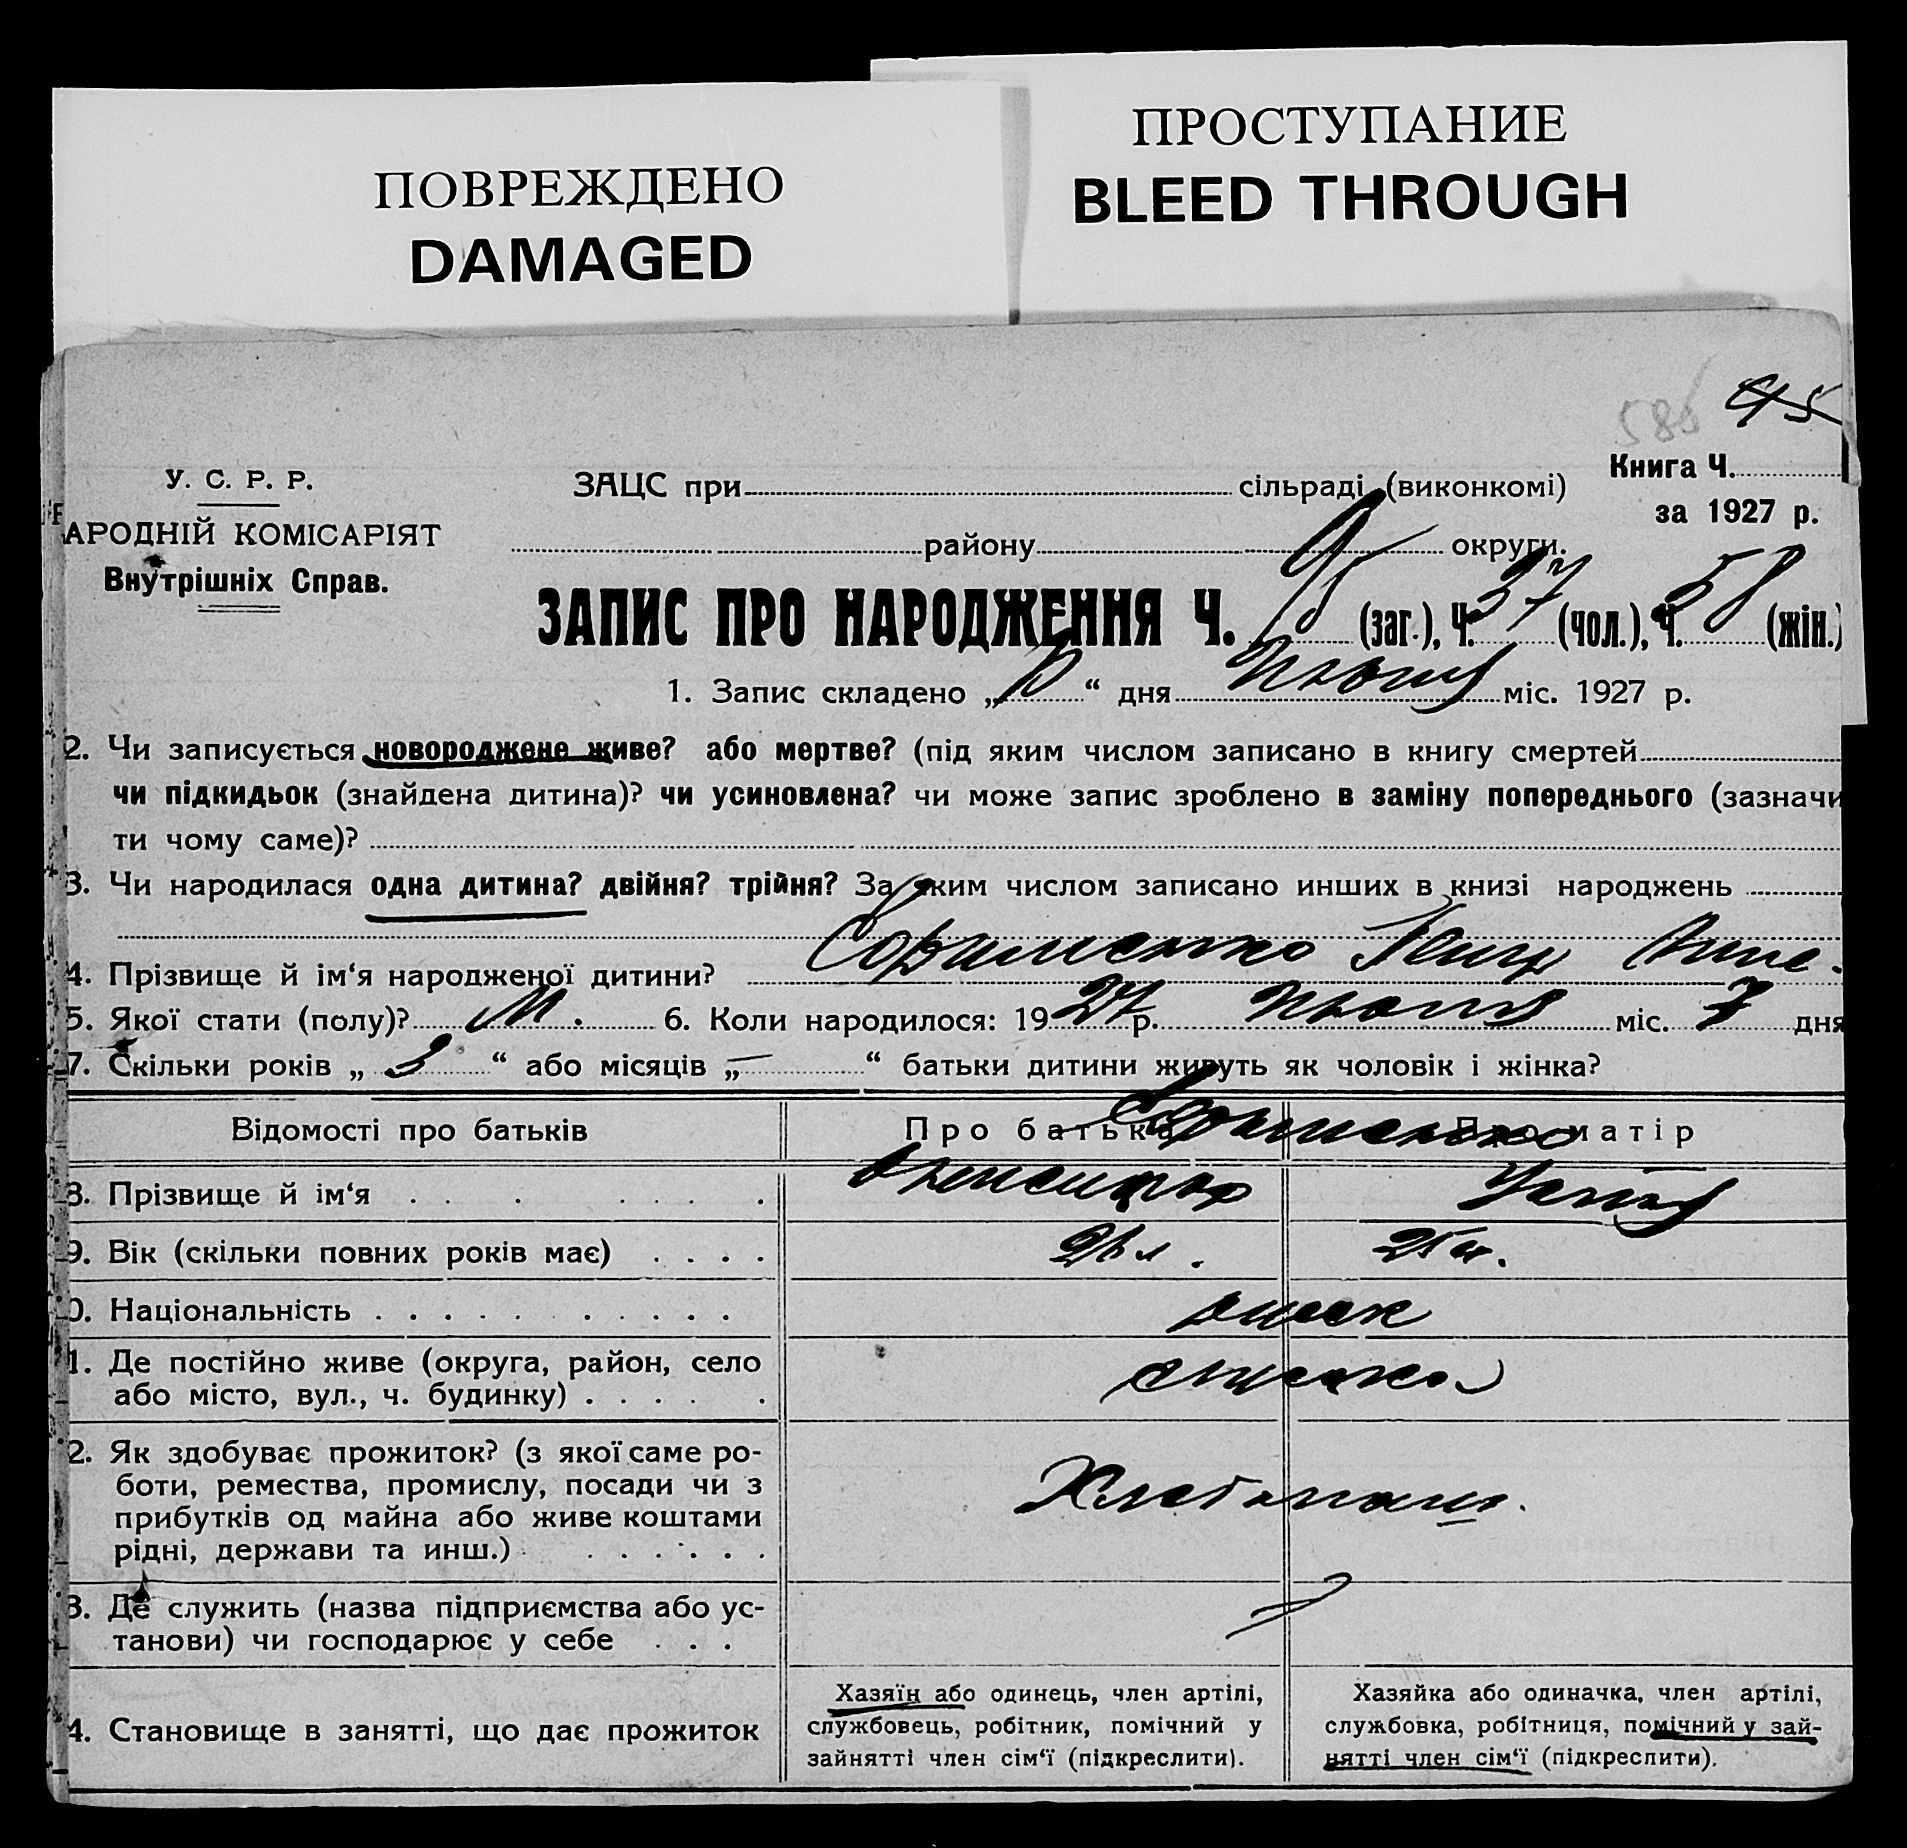 ПОВРЕЖДЕНО
DAMAGED
ПРОСТУПАНИЕ
BLEED THROUGH
586 95
У. С. Р. Р.
ЗАЦС при сільраді (виконкомі)
Книга Ч.
за 1927 р.
АРОДНІЙ КОМІСАРІЯТ
Внутрішніх Справ.
району округи.
ЗАПИС ПРО НАРОДЖЕННЯ Ч. 95 (заг.), Ч. 37 (чол.), Ч. 58 (жін.)
1. Запис складено „10“ дня міс. 1927 р.
2. Чи записується новороджене живе? або мертве? (під яким числом записано в книгу смертей
чи підкидьок (знайдена дитина)? чи усиновлена? чи може запис зроблено в заміну попереднього (зазначи
ти чому саме)?
3. Чи народилася одна дитина? двійня? трійня? За яким числом записано инших в книзі народжень
4. Прізвище й ім‘я народженої дитини?
5. Якої стати (полу)? М. 6. Коли народилося: 1927 р. міс. 7 дня
7. Скільки років „ “ або місяців „—“ батьки дитини живуть як чоловік і жінка?
Відомості про батьків Про батька Про матір
8. Прізвище й ім‘я
9. Вік (скільки повних років має) 26 л. 25 л.
0. Національність
1. Де постійно живе (округа, район, село
або місто, вул., ч. будинку)
2. Як здобуває прожиток? (з якої саме ро-
боти, ремества, промислу, посади чи з
прибутків од майна або живе коштами
рідні, держави та инш.)
3. Де служить (назва підприємства або ус-
танови) чи господарює у себе
4. Становище в занятті, що дає прожиток
Хазяїн або одинець, член артілі,
службовець, робітник, помічний у
зайнятті член сім‘ї (підкреслити).
Хазяйка або одиначка, член артілі,
службовка, робітниця, помічний у зай-
нятті член сім‘ї (підкреслити).